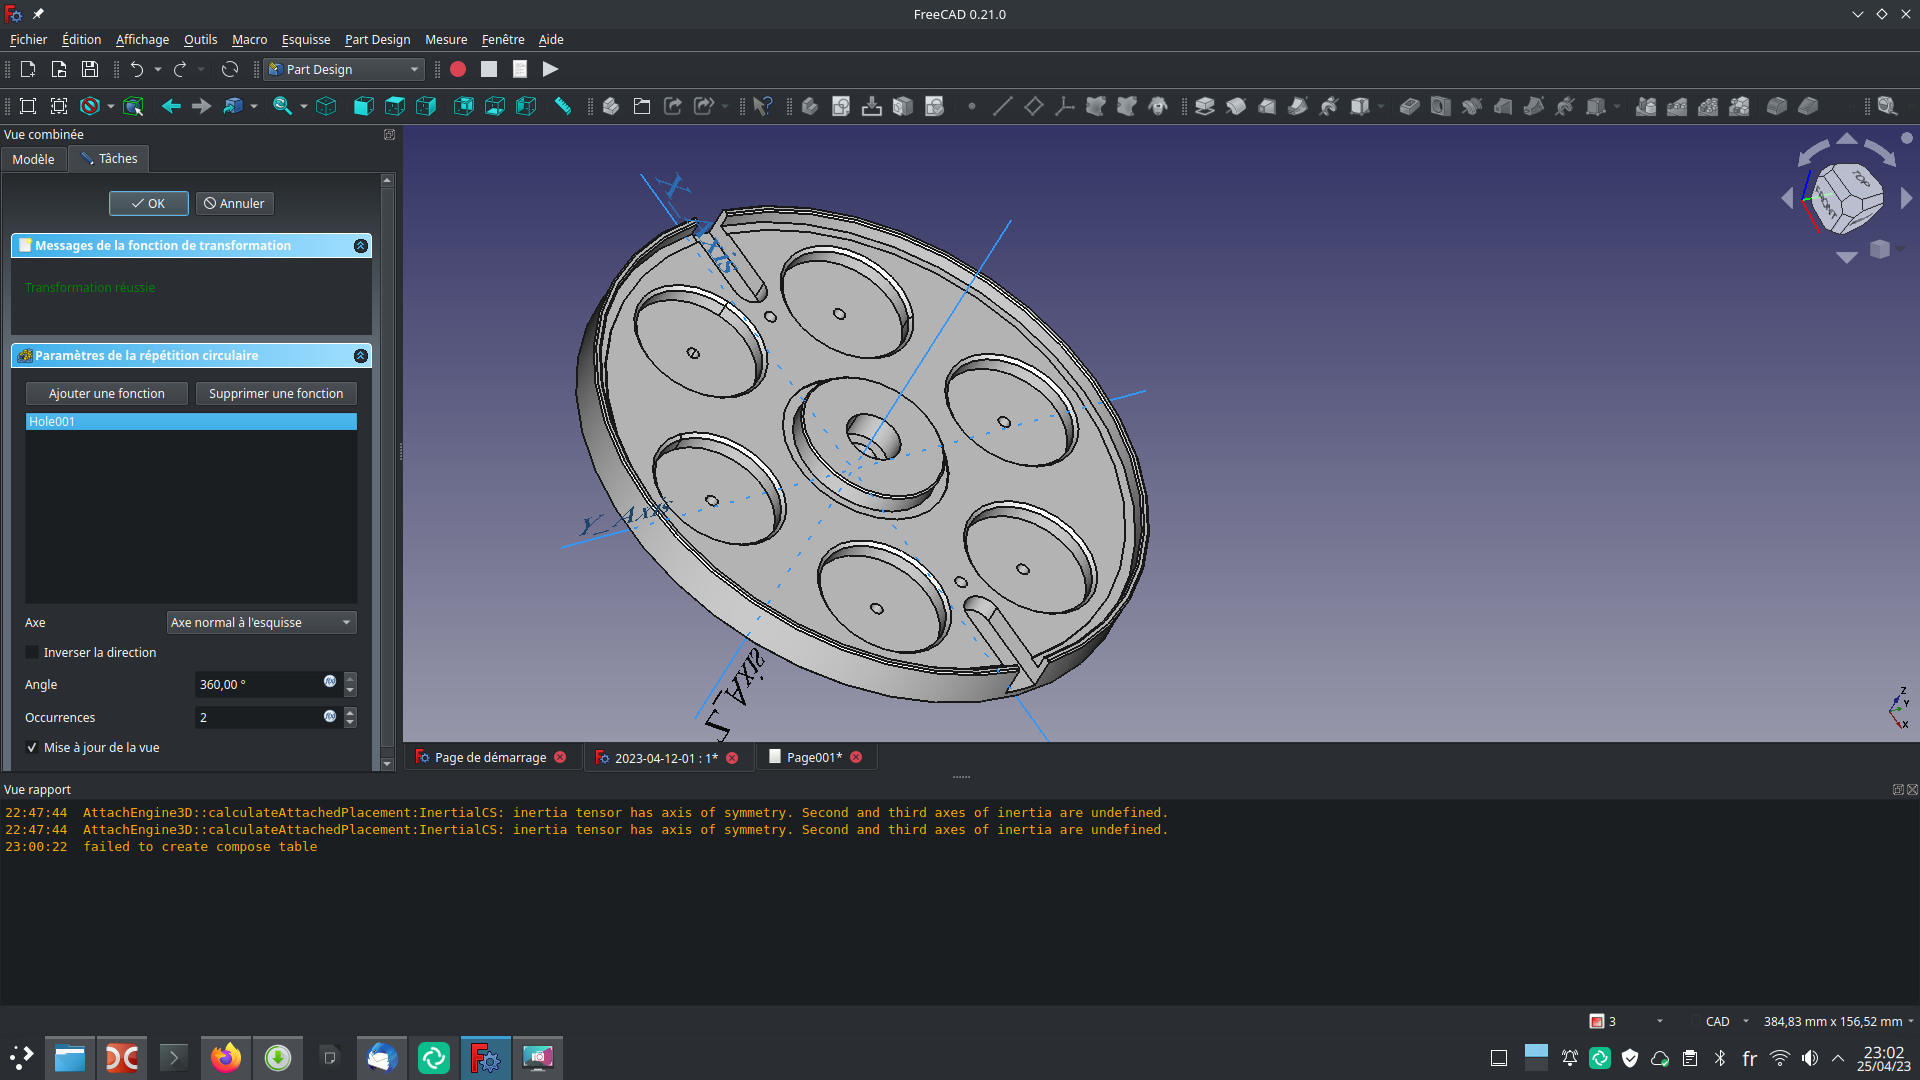 FreeCAD 0.21.0
Fichier Édition Affichage Outils Macro Esquisse Part Design Mesure Fenêtre Aide
Part Design
Vue combinée
Modèle Tâches
OK Annuler
Messages de la fonction de transformation
Transformation réussie
Paramètres de la répétition circulaire
Ajouter une fonction Supprimer une fonction
Hole001
Axe Axe normal à l'esquisse
Inverser la direction
Angle 360,00 °
Occurrences 2
Mise à jour de la vue
X_Axis
Y_Axis
Z_Axis
TOP
FRONT
Z
Y
X
Page de démarrage 2023-04-12-01 : 1* Page001*
Vue rapport
22:47:44 AttachEngine3D::calculateAttachedPlacement:InertialCS: inertia tensor has axis of symmetry. Second and third axes of inertia are undefined.
22:47:44 AttachEngine3D::calculateAttachedPlacement:InertialCS: inertia tensor has axis of symmetry. Second and third axes of inertia are undefined.
23:00:22 failed to create compose table
3 CAD 384,83 mm x 156,52 mm
fr 23:02
25/04/23